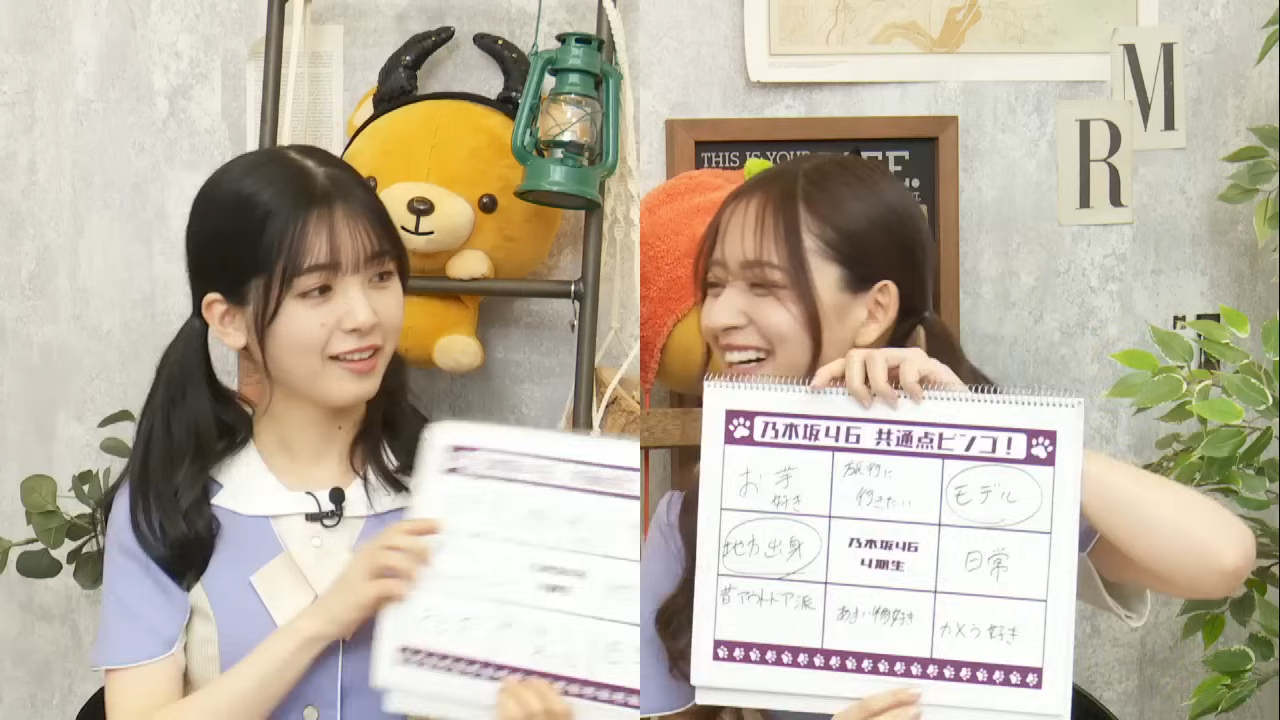 THIS IS YOUR
M
R
乃木坂46 共通点ビンゴ!
お芋
好き
旅行に
行きたい
モデル
地方出身
乃木坂46
4期生
日常
昔アウトドア派
あまい物好き
カメラ好き